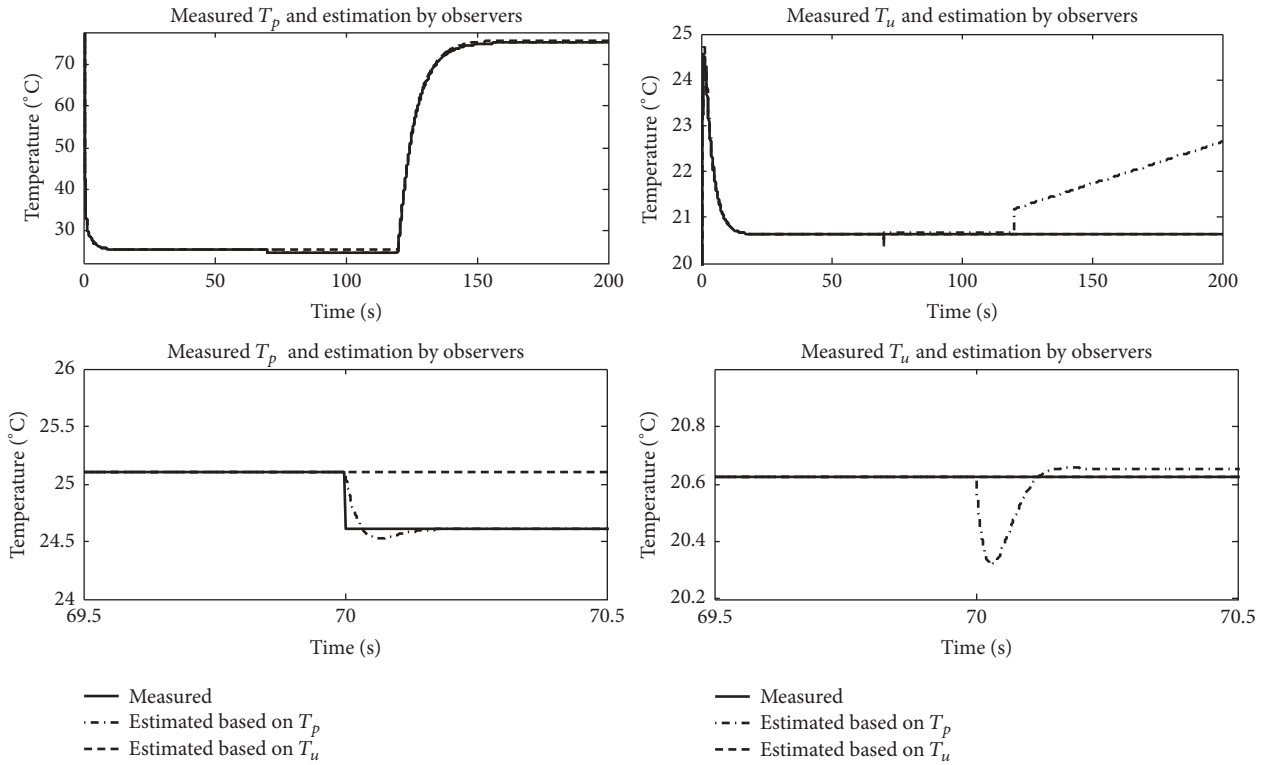 Measured T_p and estimation by observers
70
60
50
40
30
Temperature (°C)
0
50
100
150
200
Time (s)
Measured T_u and estimation by observers
25
24
23
22
21
20
Temperature (°C)
0
50
100
150
200
Time (s)
Measured T_p and estimation by observers
26
25.5
25
24.5
24
Temperature (°C)
69.5
70
70.5
Time (s)
Measured
Estimated based on T_p
Estimated based on T_u
Measured T_u and estimation by observers
20.8
20.6
20.4
20.2
Temperature (°C)
69.5
70
70.5
Time (s)
Measured
Estimated based on T_p
Estimated based on T_u